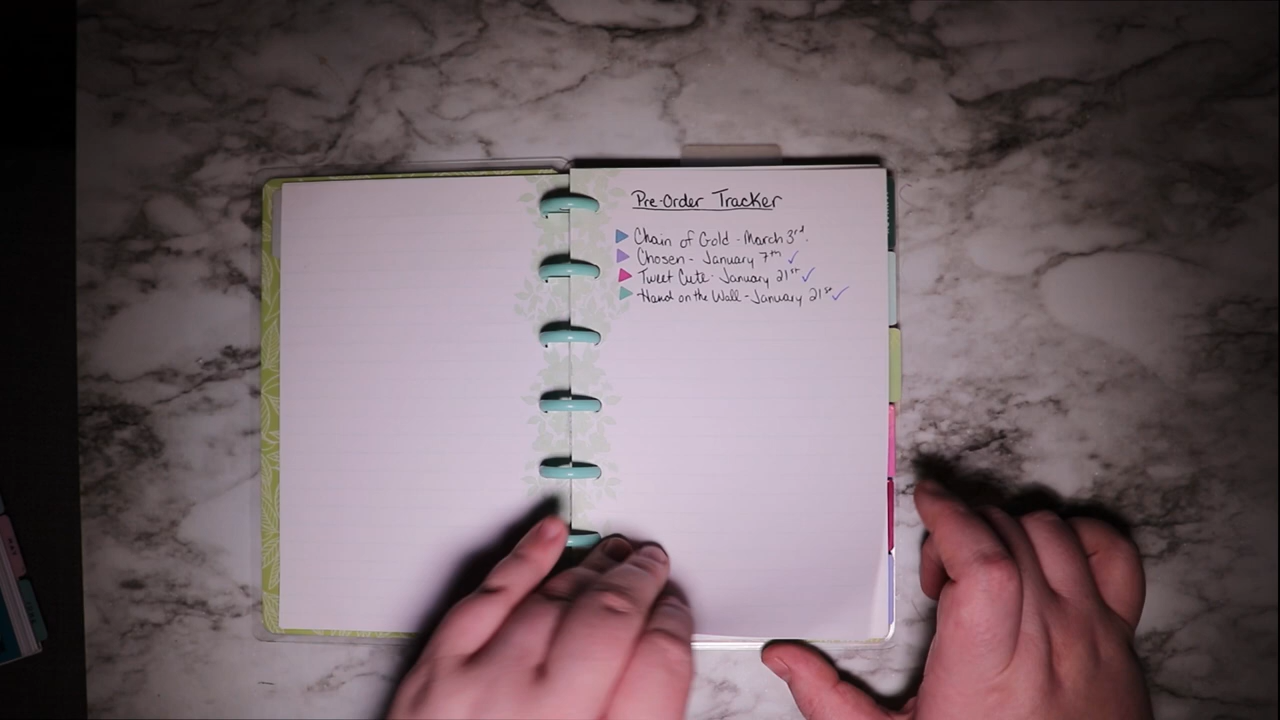 Pre-Order Tracker
Chain of Gold - March 3rd.
Chosen - January 7th ✓
Tweet Cute - January 21st ✓
Hand on the Wall - January 21st ✓